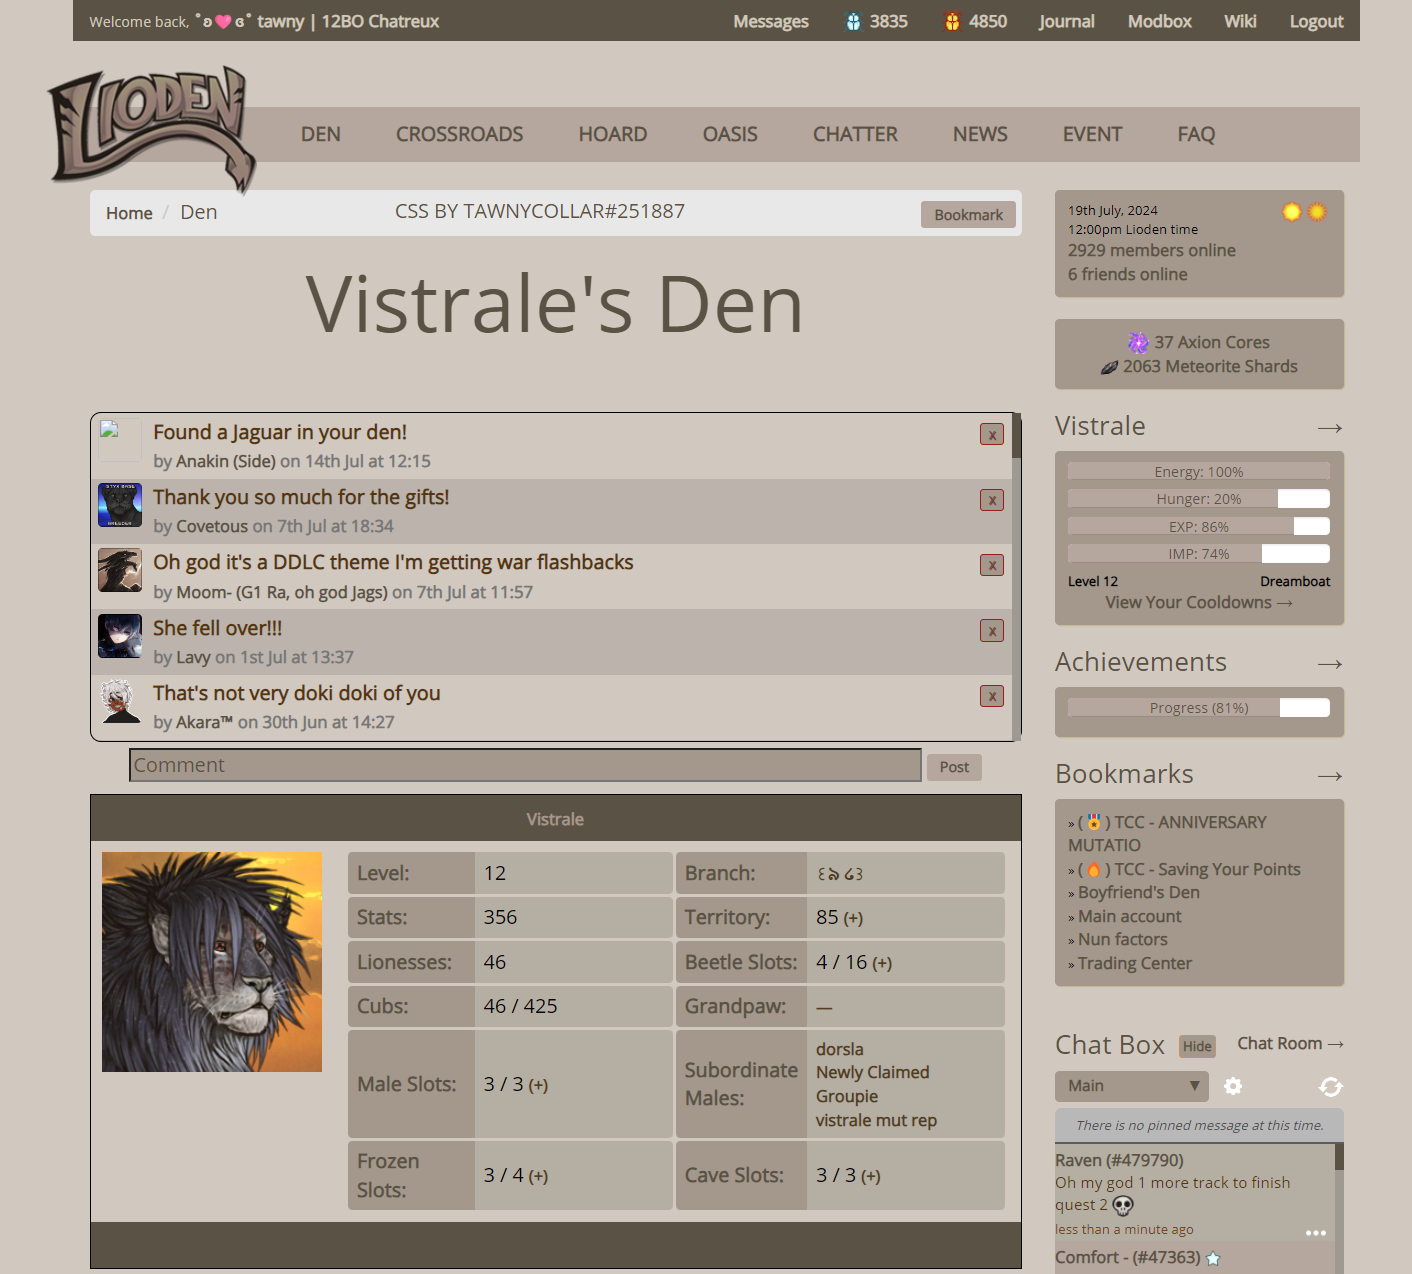 Welcome back, ˚ʚ💗ɞ˚ tawny | 12BO Chatreux
Messages 3835 4850 Journal Modbox Wiki Logout
LIODEN
DEN CROSSROADS HOARD OASIS CHATTER NEWS EVENT FAQ
Home / Den
CSS BY TAWNYCOLLAR#251887
Bookmark
Vistrale's Den
Found a Jaguar in your den!
by Anakin (Side) on 14th Jul at 12:15
x
Thank you so much for the gifts!
by Covetous on 7th Jul at 18:34
x
Oh god it's a DDLC theme I'm getting war flashbacks
by Moom- (G1 Ra, oh god Jags) on 7th Jul at 11:57
x
She fell over!!!
by Lavy on 1st Jul at 13:37
x
That's not very doki doki of you
by Akara™ on 30th Jun at 14:27
x
Comment
Post
Vistrale
Level: 12
Branch:
Stats: 356
Territory: 85 (+)
Lionesses: 46
Beetle Slots: 4 / 16 (+)
Cubs: 46 / 425
Grandpaw: —
Male Slots: 3 / 3 (+)
Subordinate Males:
dorsla
Newly Claimed
Groupie
vistrale mut rep
Frozen Slots: 3 / 4 (+)
Cave Slots: 3 / 3 (+)
19th July, 2024
12:00pm Lioden time
2929 members online
6 friends online
37 Axion Cores
2063 Meteorite Shards
Vistrale →
Energy: 100%
Hunger: 20%
EXP: 86%
IMP: 74%
Level 12 Dreamboat
View Your Cooldowns →
Achievements →
Progress (81%)
Bookmarks →
» (🏅) TCC - ANNIVERSARY
MUTATIO
» (🔥) TCC - Saving Your Points
» Boyfriend's Den
» Main account
» Nun factors
» Trading Center
Chat Box Hide Chat Room →
Main ▼
There is no pinned message at this time.
Raven (#479790)
Oh my god 1 more track to finish
quest 2 💀
less than a minute ago
•••
Comfort - (#47363)